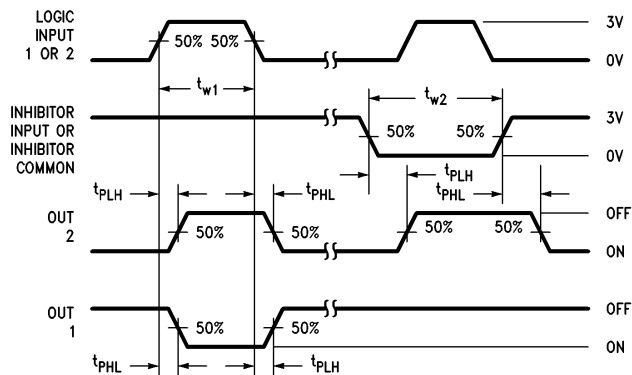 LOGIC
INPUT
1 OR 2
50% 50%
3V
0V
tw1
tw2
INHIBITOR
INPUT OR
INHIBITOR
COMMON
50% 50%
3V
0V
tPLH
tPHL
tPLH
tPHL
OUT
2
50% 50% 50% 50%
OFF
ON
OUT
1
50% 50%
OFF
ON
tPHL
tPLH